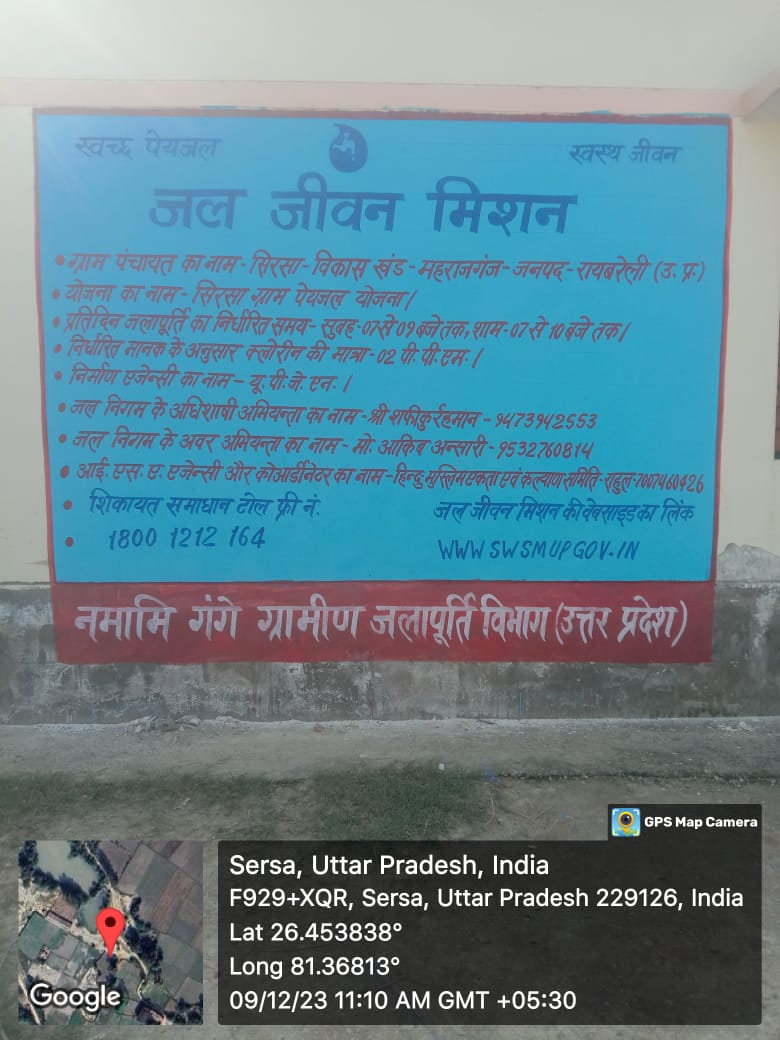 स्वच्छ पेयजल स्वस्थ जीवन
जल जीवन मिशन
• ग्राम पंचायत का नाम - सिरसा - विकास खंड - महराजगंज - जनपद - रायबरेली (उ. प्र.)
• योजना का नाम - सिरसा ग्राम पेयजल योजना।
• प्रतिदिन जलापूर्ति का निर्धारित समय - सुबह - 07 से 09 बजे तक, शाम - 07 से 10 बजे तक।
• निर्धारित मानक के अनुसार क्लोरीन की मात्रा - 02 पी. पी. एम.।
• निर्माण एजेन्सी का नाम – यू. पी. जे. एन.।
• जल निगम के अधिशाषी अभियन्ता का नाम - श्री शफीकुर्रहमान - 9473942553
• जल निगम के अवर अभियन्ता का नाम - मो. आकिब अन्सारी - 9532760814
• आई. एस. ए. एजेन्सी और कोआर्डीनेटर का नाम - हिन्दु मुस्लिम एकता एवं कल्याण समिति - राहुल - 7007460426
• शिकायत समाधान टोल फ्री नं. जल जीवन मिशन की वेबसाइड का लिंक
• 1800 1212 164 WWW SWSMUPGOV.IN
नमामि गंगे ग्रामीण जलापूर्ति विभाग (उत्तर प्रदेश)
GPS Map Camera
Sersa, Uttar Pradesh, India
F929+XQR, Sersa, Uttar Pradesh 229126, India
Lat 26.453838°
Long 81.36813°
09/12/23 11:10 AM GMT +05:30
Google